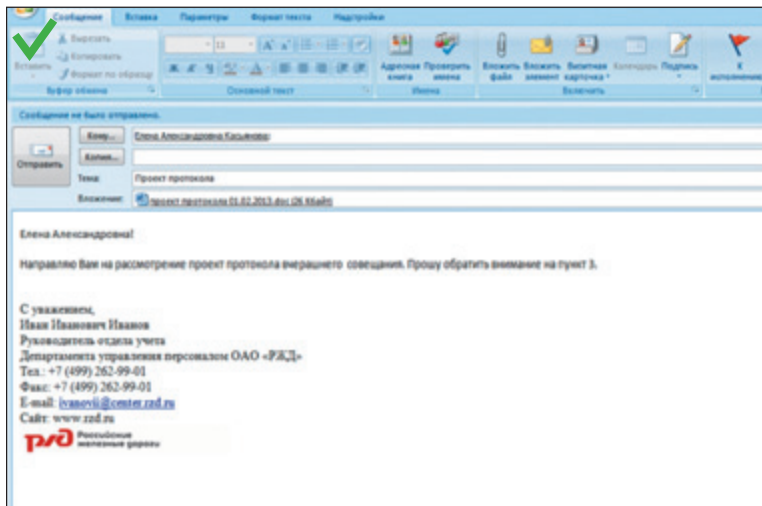 Сообщение Вставка Параметры Формат текста Надстройки
Вырезать
Копировать
Вставить
Формат по образцу
Буфер обмена
11
Ж К Ч
Основной текст
Адресная книга
Проверить имена
Имена
Вложить файл
Вложить элемент
Визитная карточка
Календарь
Подпись
Включить
К исполнению
Сообщение не было отправлено.
Отправить
Кому... Елена Александровна Касьянова;
Копия...
Тема: Проект протокола
Вложение: проект протокола 01.02.2013.doc (26 Кбайт)
Елена Александровна!
Направляю Вам на рассмотрение проект протокола вчерашнего совещания. Прошу обратить внимание на пункт 3.
С уважением,
Иван Иванович Иванов
Руководитель отдела учета
Департамента управления персоналом ОАО «РЖД»
Тел.: +7 (499) 262-99-01
Факс: +7 (499) 262-99-01
E-mail: ivanovii@center.rzd.ru
Сайт: www.rzd.ru
ржд Российские
железные дороги